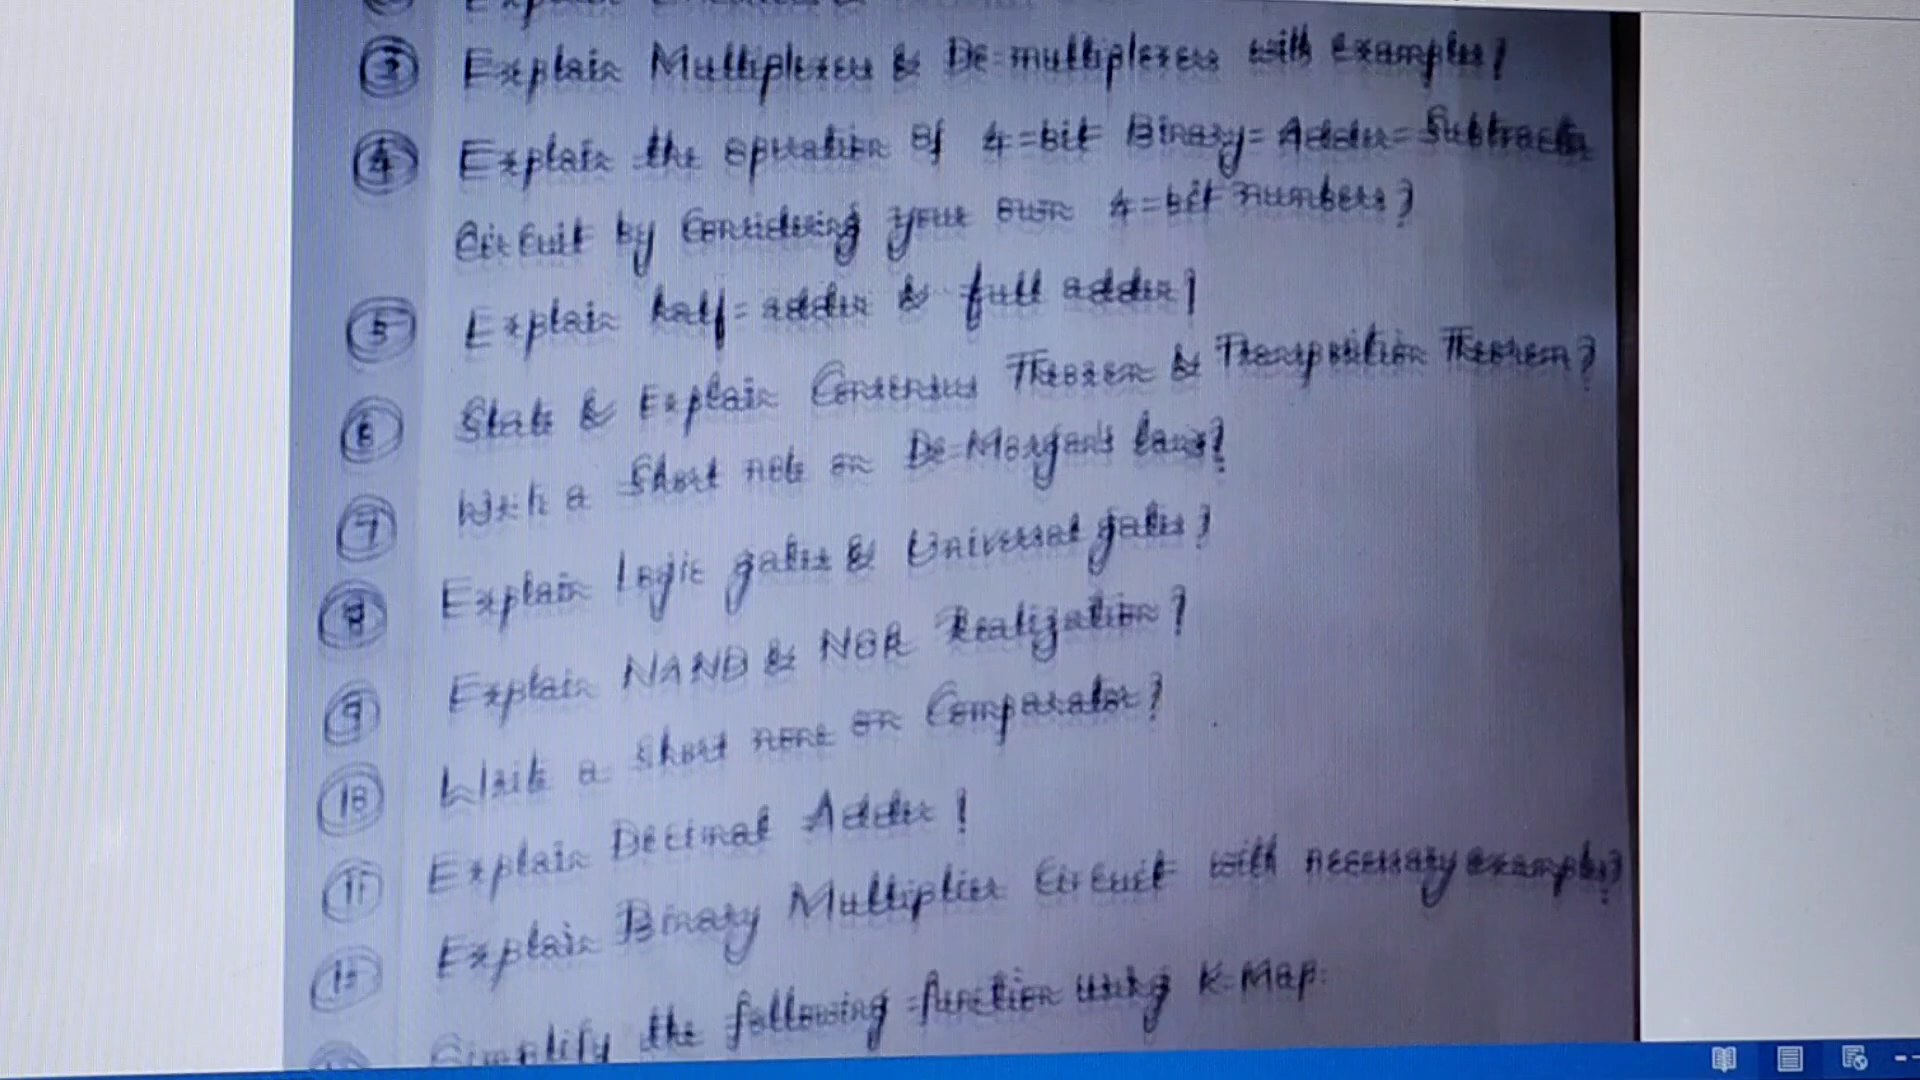 ③ Explain Multiplexers & De-multiplexers with examples?
④ Explain the operation of 4-bit Binary-Adder-Subtractor
Circuit by Considering your own 4-bit numbers?
⑤ Explain half-adder & full adder?
⑥ State & Explain Consensus Theorem & Transposition Theorem?
⑦ Write a short note on De-Morgan's laws?
⑧ Explain Logic gates & Universal gates?
⑨ Explain NAND & NOR Realization?
⑩ Write a short note on Comparator?
⑪ Explain Decimal Adder?
Explain Binary Multiplier Circuit with necessary example?
Simplify the following function using K-Map.